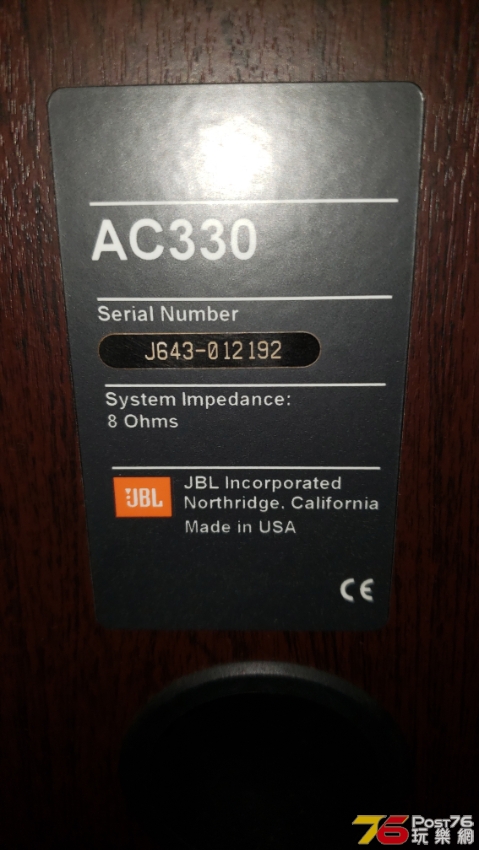 AC330
Serial Number
J643-012192
System Impedance:
8 Ohms
JBL
JBL Incorporated
Northridge, California
Made in USA
CE
76 Post76
玩樂網